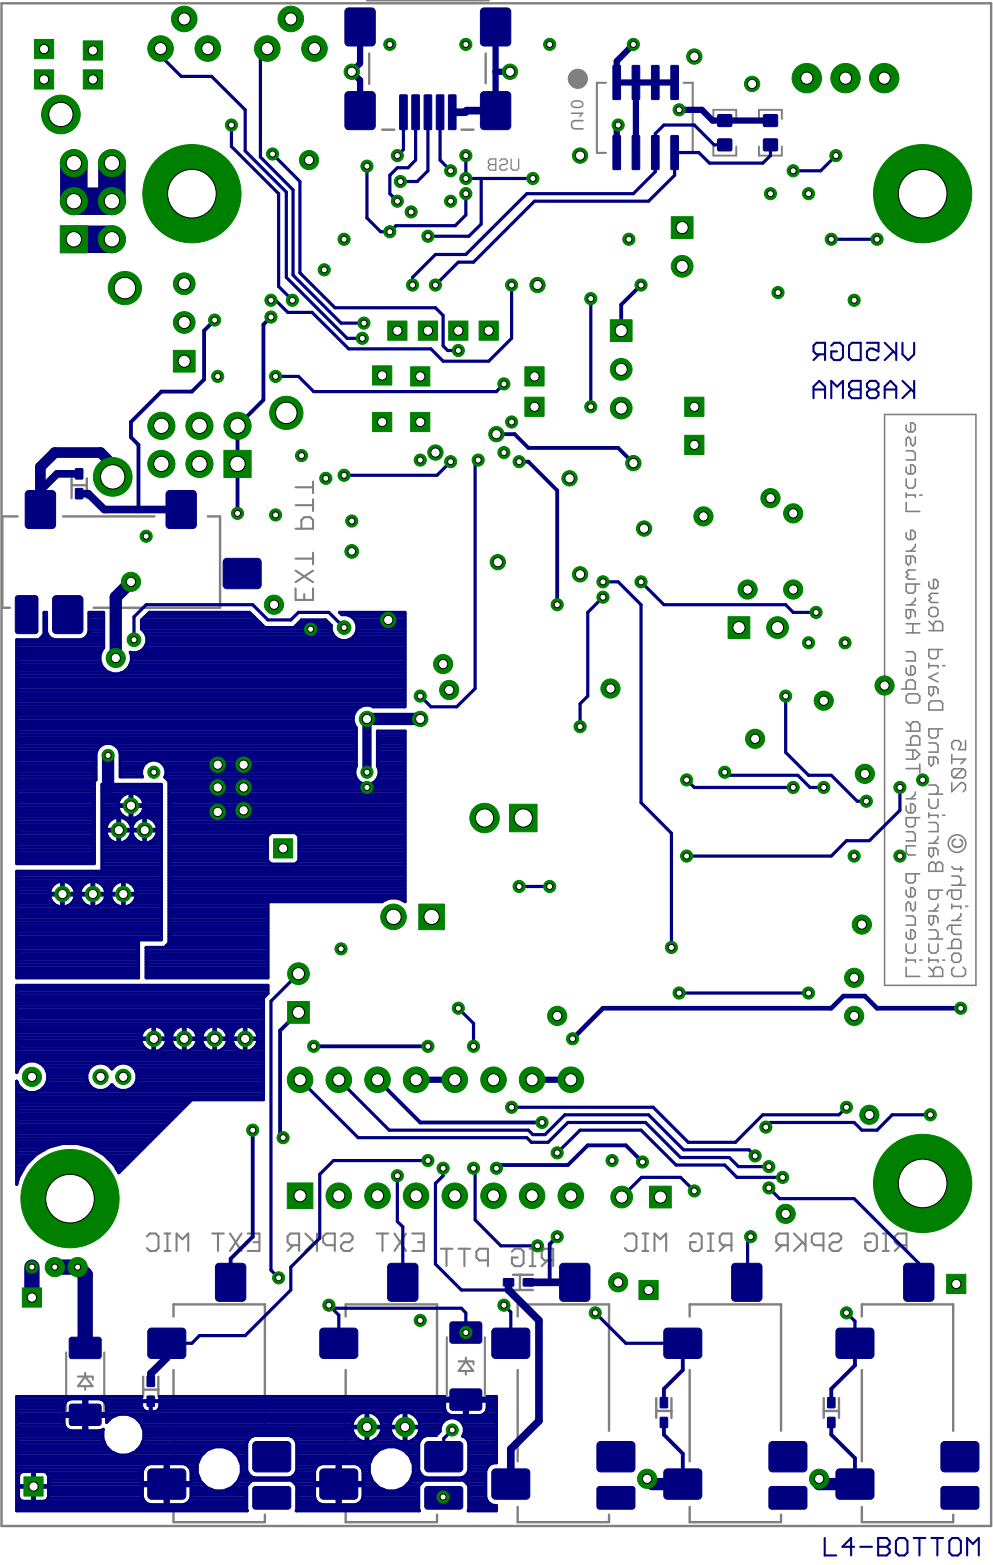 U10
USB
VK5DGR
KA8BMA
EXT PTT
Licensed under TAPR Open Hardware License
Richard Barnich and David Rowe
Copyright © 2015
EXT MIC
EXT SPKR
RIG PTT
RIG MIC
RIG SPKR
L4-BOTTOM